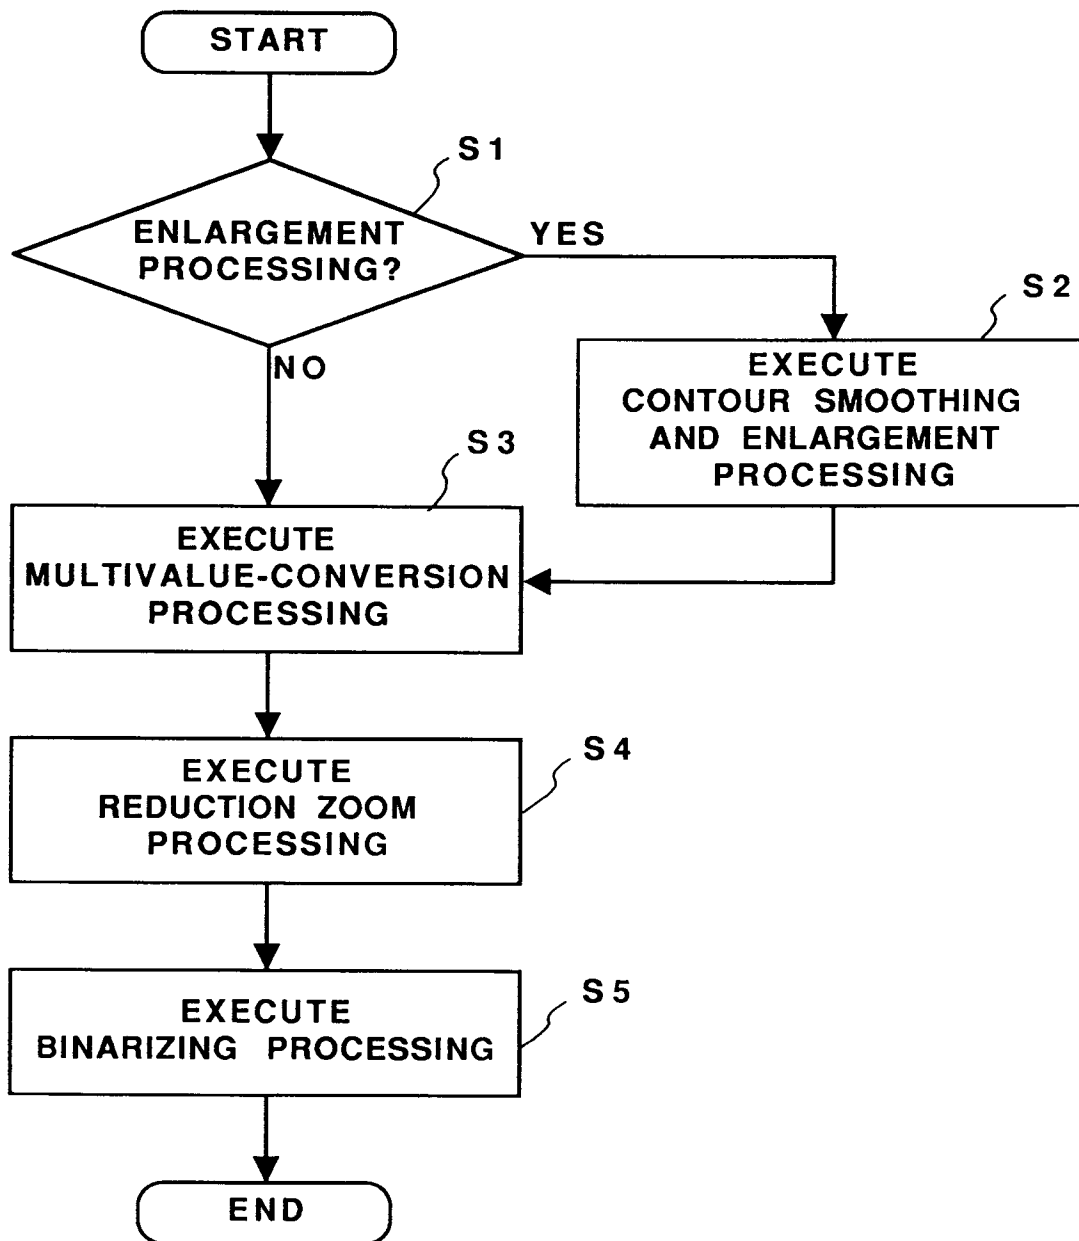 START
S1
ENLARGEMENT
PROCESSING?
YES
NO
S2
EXECUTE
CONTOUR SMOOTHING
AND ENLARGEMENT
PROCESSING
S3
EXECUTE
MULTIVALUE-CONVERSION
PROCESSING
S4
EXECUTE
REDUCTION ZOOM
PROCESSING
S5
EXECUTE
BINARIZING PROCESSING
END